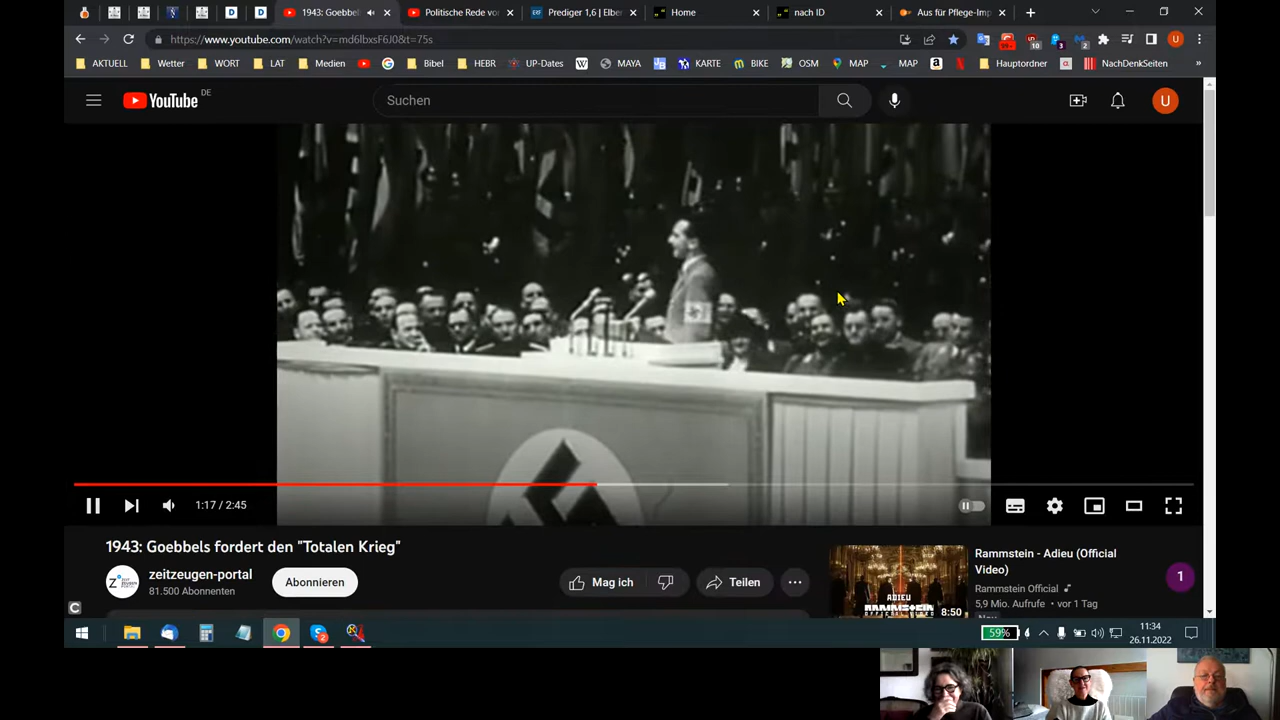 1943: Goebbel
Politische Rede vo
ERF
Prediger 1,6 | Elbe
Home
nach ID
Aus für Pflege-Imp
https://www.youtube.com/watch?v=md6lbxsF6J0&t=75s
AKTUELL
Wetter
WORT
LAT
Medien
Bibel
HEBR
UP-Dates
W
MAYA
KARTE
BIKE
OSM
MAP
MAP
Hauptordner
NachDenkSeiten
»
YouTube DE
Suchen
U
1:17 / 2:45
1943: Goebbels fordert den "Totalen Krieg"
zeitzeugen-portal
81.500 Abonnenten
Abonnieren
Mag ich
Teilen
ADIEU
RAMMSTEIN
8:50
Rammstein - Adieu (Official
Video)
Rammstein Official
5,9 Mio. Aufrufe • vor 1 Tag
1
59%
11:34
26.11.2022